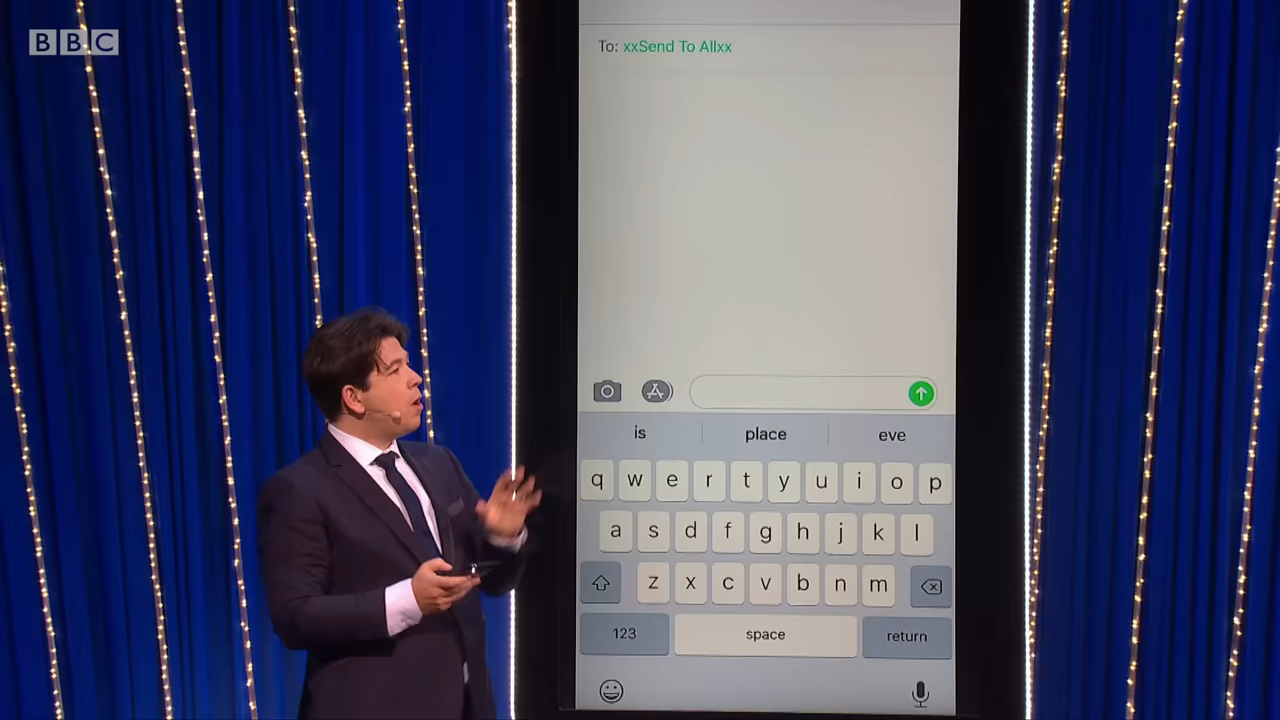 BBC
To: xxSend To Allxx
is place eve
q w e r t y u i o p
a s d f g h j k l
z x c v b n m
123 space return